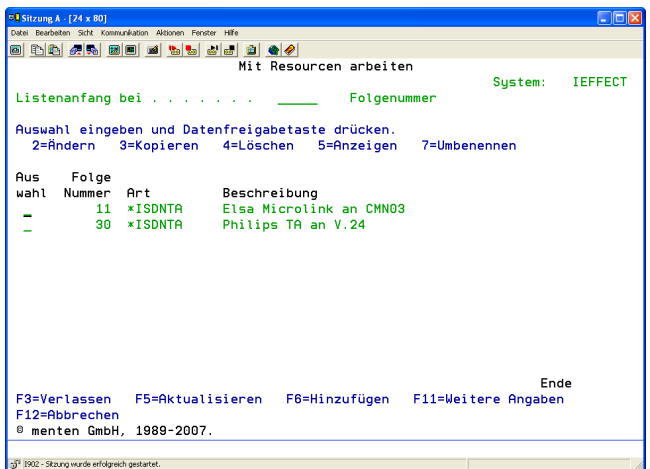 Sitzung A - [24 x 80]
Datei Bearbeiten Sicht Kommunikation Aktionen Fenster Hilfe
Mit Resourcen arbeiten
System: IEFFECT
Listenanfang bei . . . . . . . _____ Folgenummer
Auswahl eingeben und Datenfreigabetaste drücken.
2=Ändern 3=Kopieren 4=Löschen 5=Anzeigen 7=Umbenennen
Aus Folge
wahl Nummer Art Beschreibung
_ 11 *ISDNTA Elsa Microlink an CMN03
_ 30 *ISDNTA Philips TA an V.24
Ende
F3=Verlassen F5=Aktualisieren F6=Hinzufügen F11=Weitere Angaben
F12=Abbrechen
© menten GmbH, 1989-2007.
I902 - Sitzung wurde erfolgreich gestartet.